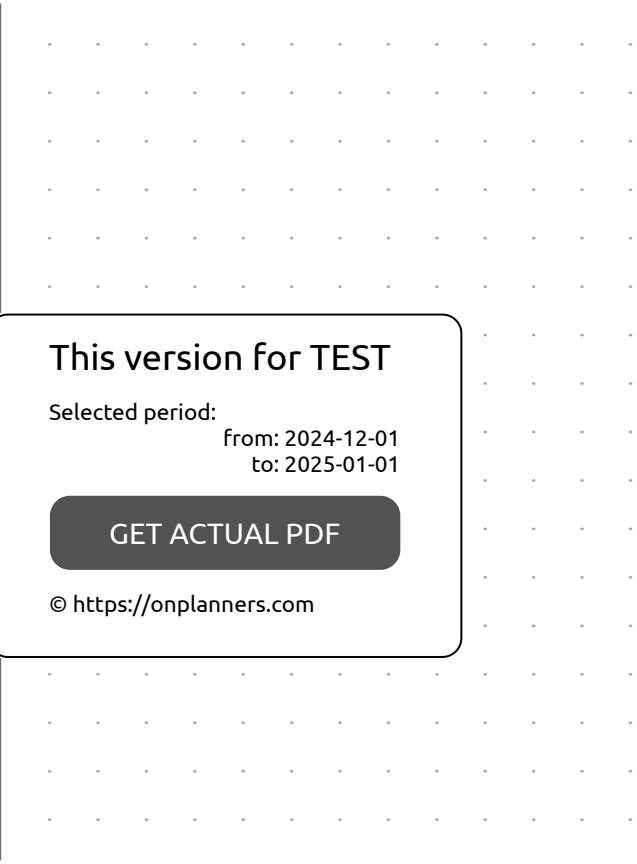 This version for TEST
Selected period:
from: 2024-12-01
to: 2025-01-01
GET ACTUAL PDF
© https://onplanners.com